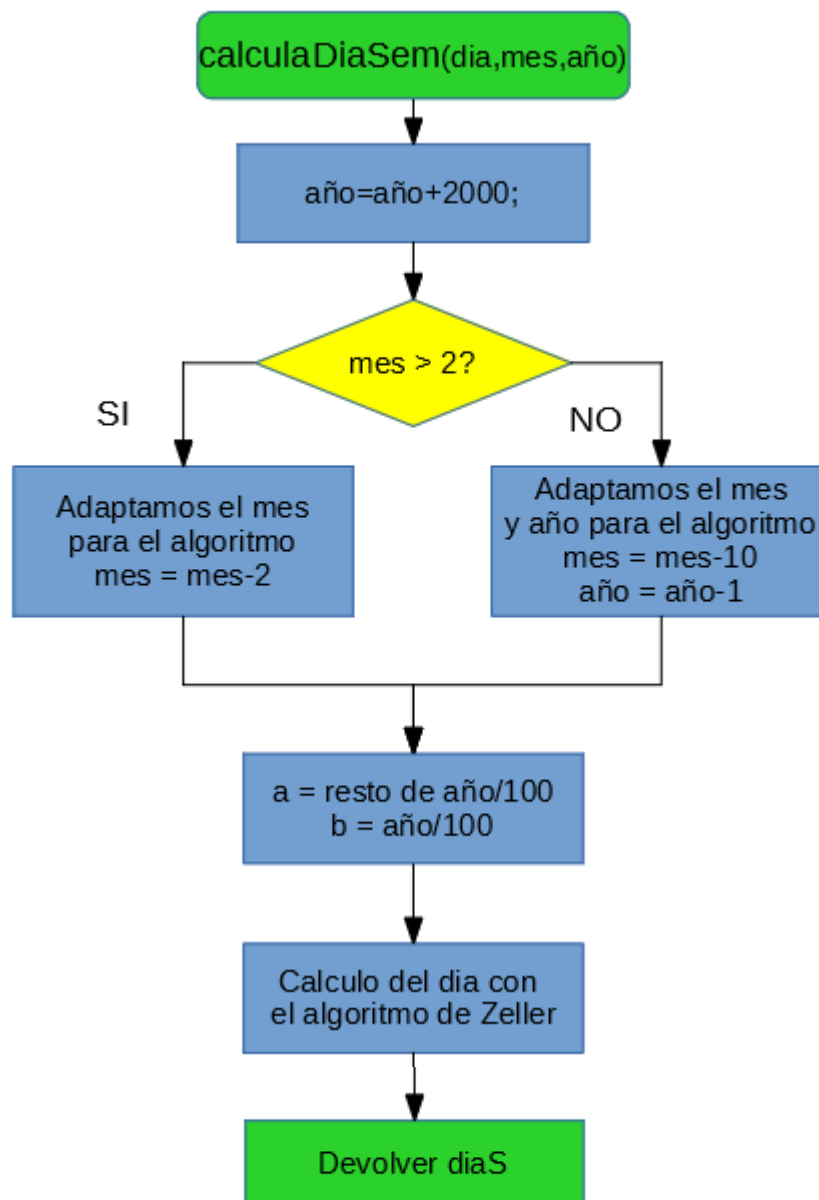 calculaDiaSem(dia,mes,año)
año=año+2000;
mes > 2?
SI
NO
Adaptamos el mes
para el algoritmo
mes = mes-2
Adaptamos el mes
y año para el algoritmo
mes = mes-10
año = año-1
a = resto de año/100
b = año/100
Calculo del dia con
el algoritmo de Zeller
Devolver diaS